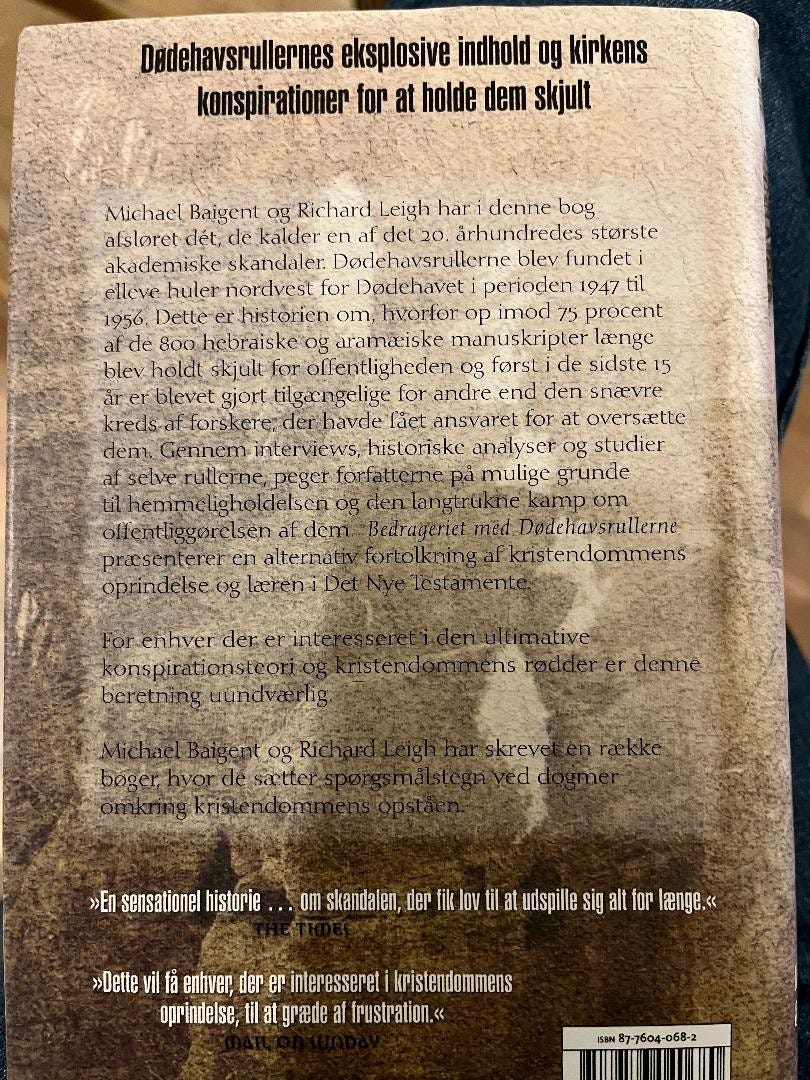 Dødehavsrullernes eksplosive indhold og kirkens
konspirationer for at holde dem skjult
Michael Baigent og Richard Leigh har i denne bog
afsløret dét, de kalder en af det 20. århundredes største
akademiske skandaler. Dødehavsrullerne blev fundet i
elleve huler nordvest for Dødehavet i perioden 1947 til
1956. Dette er historien om, hvorfor op imod 75 procent
af de 800 hebraiske og aramæiske manuskripter længe
blev holdt skjult for offentligheden og først i de sidste 15
år er blevet gjort tilgængelige for andre end den snævre
kreds af forskere, der havde fået ansvaret for at oversætte
dem. Gennem interviews, historiske analyser og studier
af selve rullerne, peger forfatterne på mulige grunde
til hemmeligholdelsen og den langtrukne kamp om
offentliggørelsen af dem. Bedrageriet med Dødehavsrullerne
præsenterer en alternativ fortolkning af kristendommens
oprindelse og læren i Det Nye Testamente.
For enhver der er interesseret i den ultimative
konspirationsteori og kristendommens rødder er denne
beretning uundværlig.
Michael Baigent og Richard Leigh har skrevet en række
bøger, hvor de sætter spørgsmålstegn ved dogmer
omkring kristendommens opståen.
»En sensationel historie ... om skandalen, der fik lov til at udspille sig alt for længe.«
THE TIMES
»Dette vil få enhver, der er interesseret i kristendommens
oprindelse, til at græde af frustration.«
MAIL ON SUNDAY
ISBN 87-7604-068-2